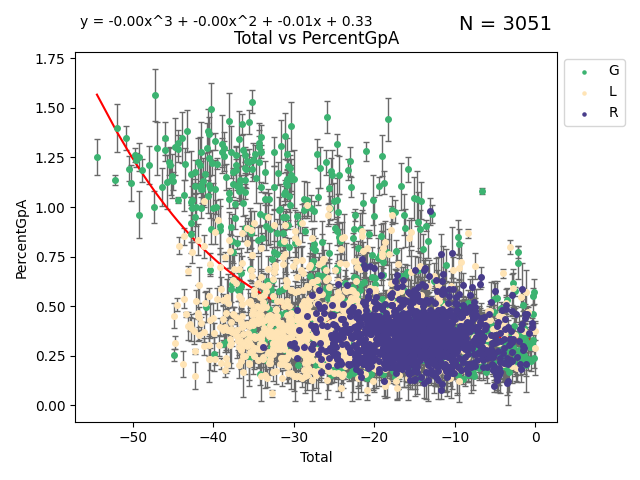 y = -0.00x^3 + -0.00x^2 + -0.01x + 0.33
N = 3051
Total vs PercentGpA
G
L
R
PercentGpA
1.75
1.50
1.25
1.00
0.75
0.50
0.25
0.00
−50
−40
−30
−20
−10
0
Total